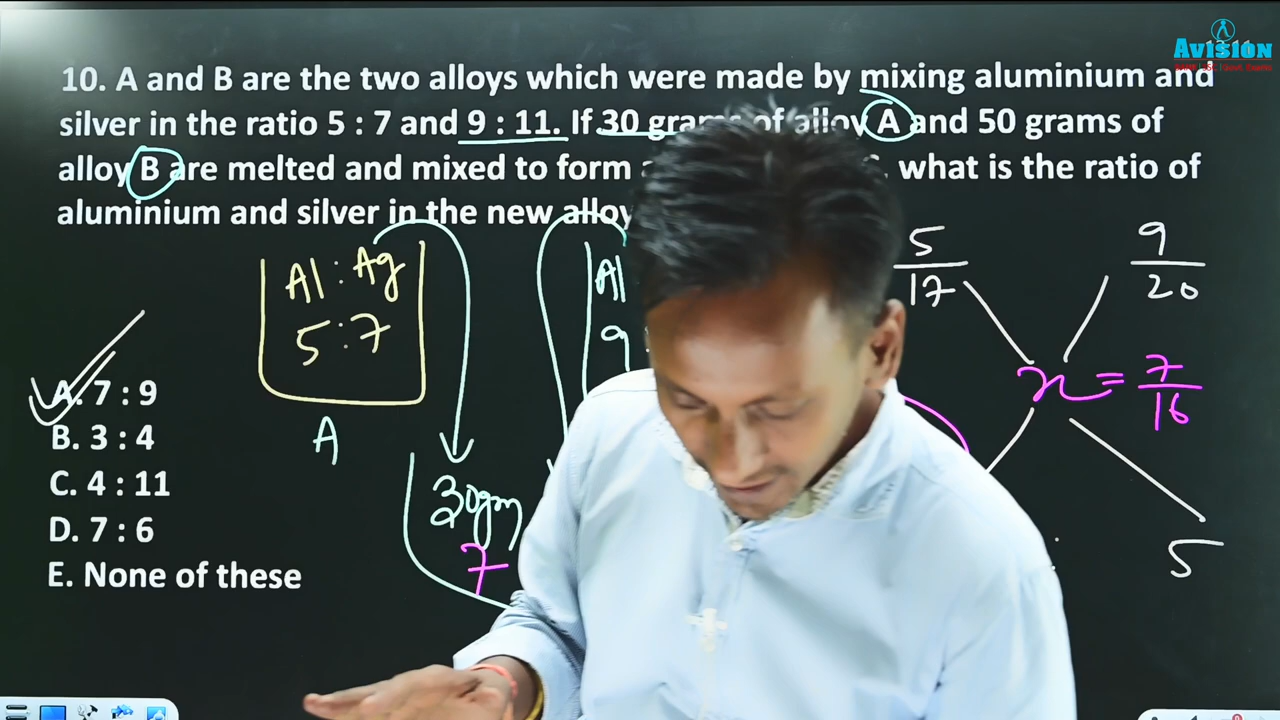 AVISION
10. A and B are the two alloys which were made by mixing aluminium and
silver in the ratio 5 : 7 and 9 : 11. If 30 grams of alloy A and 50 grams of
alloy B are melted and mixed to form what is the ratio of
aluminium and silver in the new alloy
Al : Ag
5 : 7
A
Al
9
5/17
9/20
x = 7/16
5
30gm
7
A. 7 : 9
B. 3 : 4
C. 4 : 11
D. 7 : 6
E. None of these